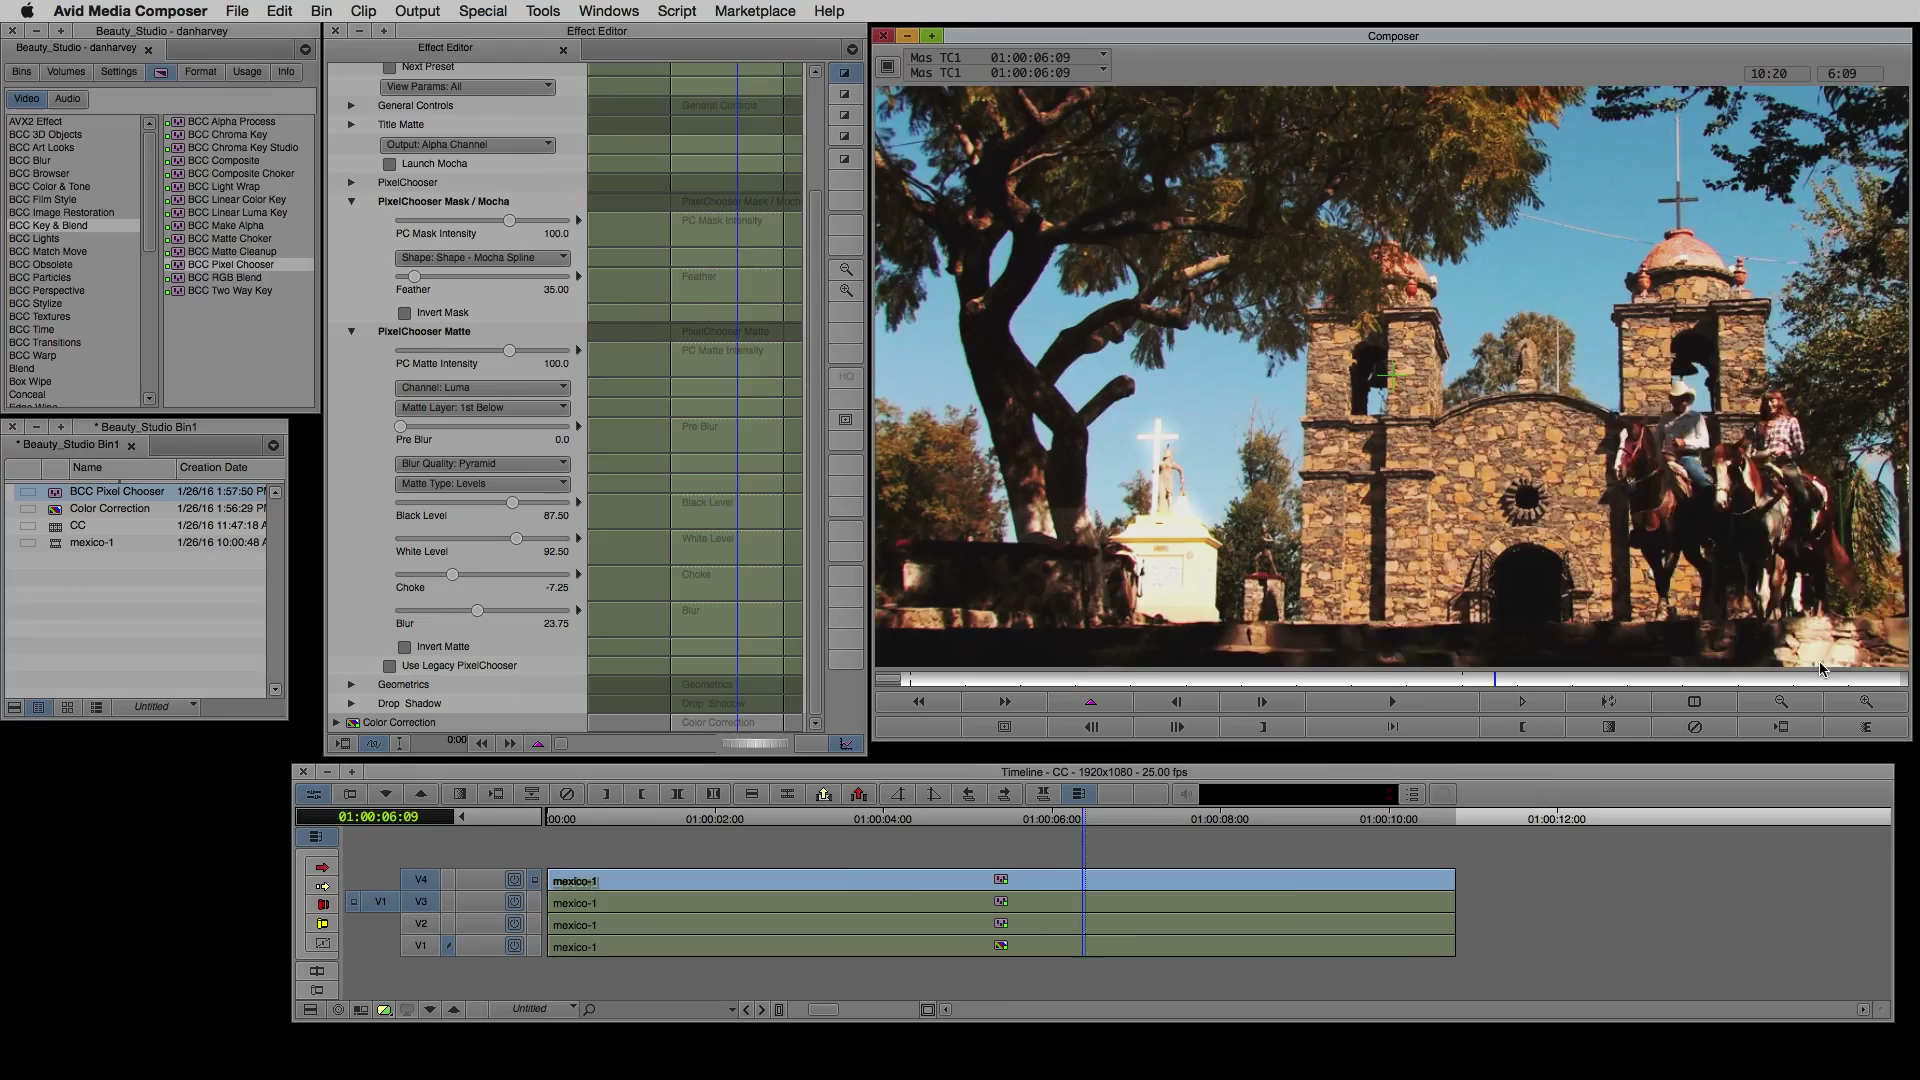 Avid Media Composer File Edit Bin Clip Output Special Tools Windows Script Marketplace Help
Beauty_Studio - danharvey
Beauty_Studio - danharvey
Bins Volumes Settings Format Usage Info
Video Audio
AVX2 Effect
BCC 3D Objects
BCC Art Looks
BCC Blur
BCC Browser
BCC Color & Tone
BCC Film Style
BCC Image Restoration
BCC Key & Blend
BCC Lights
BCC Match Move
BCC Obsolete
BCC Particles
BCC Perspective
BCC Stylize
BCC Time
BCC Textures
BCC Transitions
BCC Warp
Blend
Box Wipe
Conceal
Edge Wipe
BCC Alpha Process
BCC Chroma Key
BCC Chroma Key Studio
BCC Composite
BCC Composite Choker
BCC Light Wrap
BCC Linear Color Key
BCC Linear Luma Key
BCC Make Alpha
BCC Matte Choker
BCC Matte Cleanup
BCC Pixel Chooser
BCC RGB Blend
BCC Two Way Key
* Beauty_Studio Bin1
* Beauty_Studio Bin1
Name Creation Date
BCC Pixel Chooser 1/26/16 1:57:50 P
Color Correction 1/26/16 1:56:29 P
CC 1/26/16 11:47:18 A
mexico-1 1/26/16 10:00:48 A
Untitled
Effect Editor
Effect Editor
Next Preset
View Params: All
General Controls General Controls
Title Matte
Output: Alpha Channel
Launch Mocha
PixelChooser
PixelChooser Mask / Mocha PixelChooser Mask / Moch
PC Mask Intensity
PC Mask Intensity 100.0
Shape: Shape - Mocha Spline
Feather
Feather 35.00
Invert Mask
PixelChooser Matte PixelChooser Matte
PC Matte Intensity
PC Matte Intensity 100.0
Channel: Luma
Matte Layer: 1st Below
Pre Blur
Pre Blur 0.0
Blur Quality: Pyramid
Matte Type: Levels
Black Level
Black Level 87.50
White Level
White Level 92.50
Choke
Choke -7.25
Blur
Blur 23.75
Invert Matte
Use Legacy PixelChooser
Geometrics Geometrics
Drop Shadow Drop Shadow
Color Correction Color Correction
0:00
HQ
Composer
Mas TC1 01:00:06:09
Mas TC1 01:00:06:09
10:20 6:09
Timeline - CC - 1920x1080 - 25.00 fps
01:00:06:09
:00:00 01:00:02:00 01:00:04:00 01:00:06:00 01:00:08:00 01:00:10:00 01:00:12:00
V4 mexico-1
V1 V3 mexico-1
V2 mexico-1
V1 mexico-1
Untitled